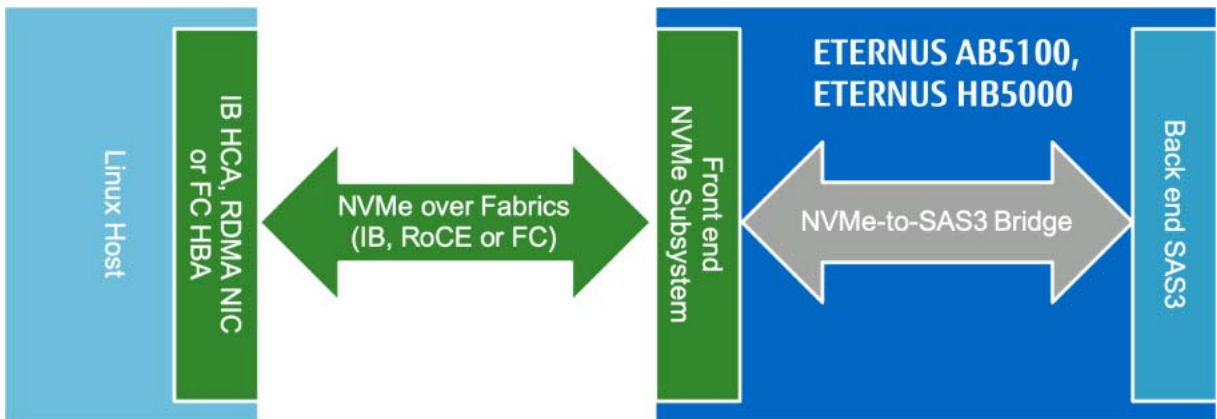 Linux Host
IB HCA, RDMA NIC
or FC HBA
NVMe over Fabrics
(IB, RoCE or FC)
Front end
NVMe Subsystem
ETERNUS AB5100,
ETERNUS HB5000
NVMe-to-SAS3 Bridge
Back end SAS3